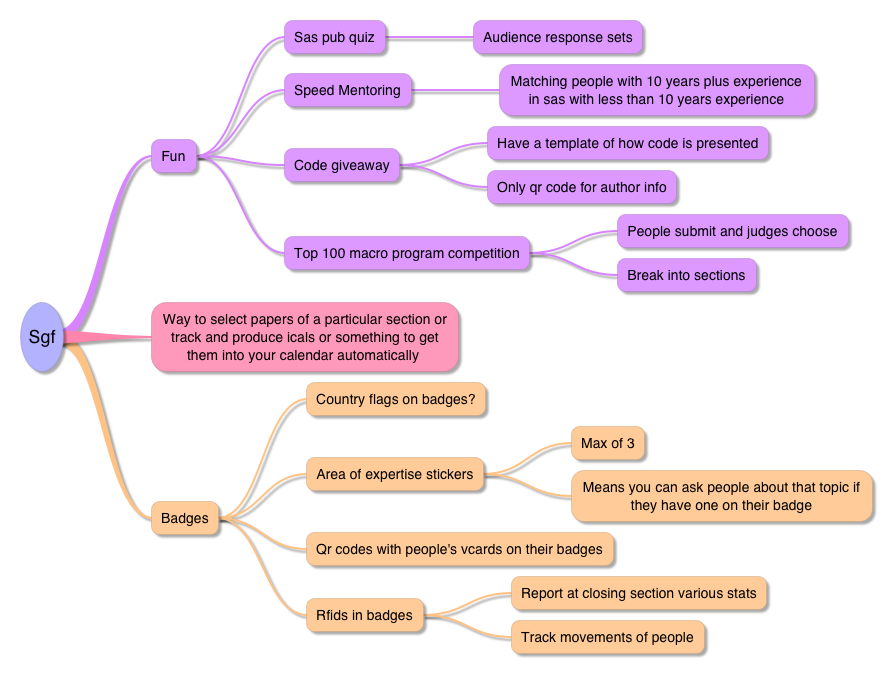 Sgf
Fun
Sas pub quiz
Audience response sets
Speed Mentoring
Matching people with 10 years plus experience
in sas with less than 10 years experience
Code giveaway
Have a template of how code is presented
Only qr code for author info
Top 100 macro program competition
People submit and judges choose
Break into sections
Way to select papers of a particular section or
track and produce icals or something to get
them into your calendar automatically
Badges
Country flags on badges?
Area of expertise stickers
Max of 3
Means you can ask people about that topic if
they have one on their badge
Qr codes with people's vcards on their badges
Rfids in badges
Report at closing section various stats
Track movements of people